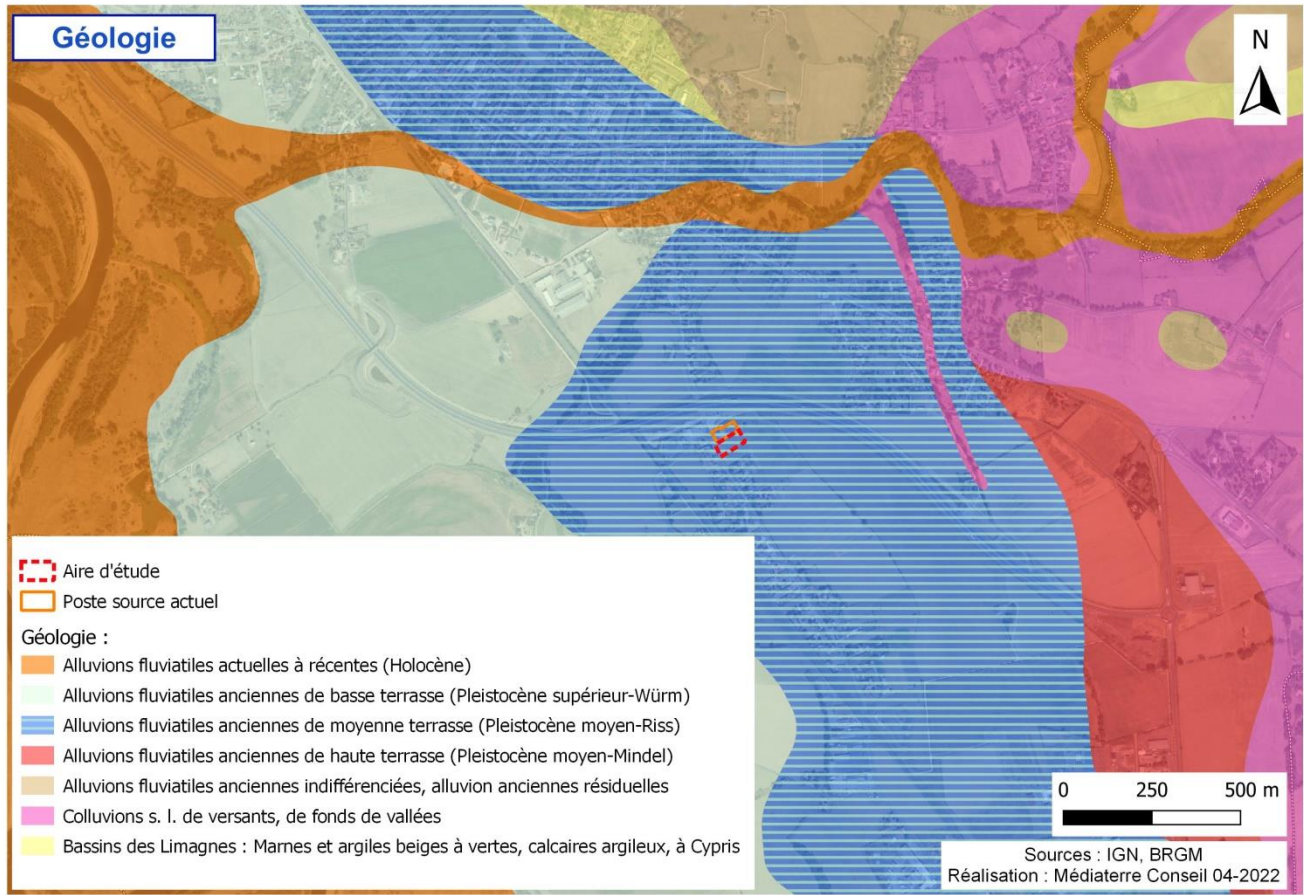 Géologie
N
Aire d'étude
Poste source actuel
Géologie :
Alluvions fluviatiles actuelles à récentes (Holocène)
Alluvions fluviatiles anciennes de basse terrasse (Pleistocène supérieur-Würm)
Alluvions fluviatiles anciennes de moyenne terrasse (Pleistocène moyen-Riss)
Alluvions fluviatiles anciennes de haute terrasse (Pleistocène moyen-Mindel)
Alluvions fluviatiles anciennes indifférenciées, alluvion anciennes résiduelles
Colluvions s. l. de versants, de fonds de vallées
Bassins des Limagnes : Marnes et argiles beiges à vertes, calcaires argileux, à Cypris
0 250 500 m
Sources : IGN, BRGM
Réalisation : Médiaterre Conseil 04-2022